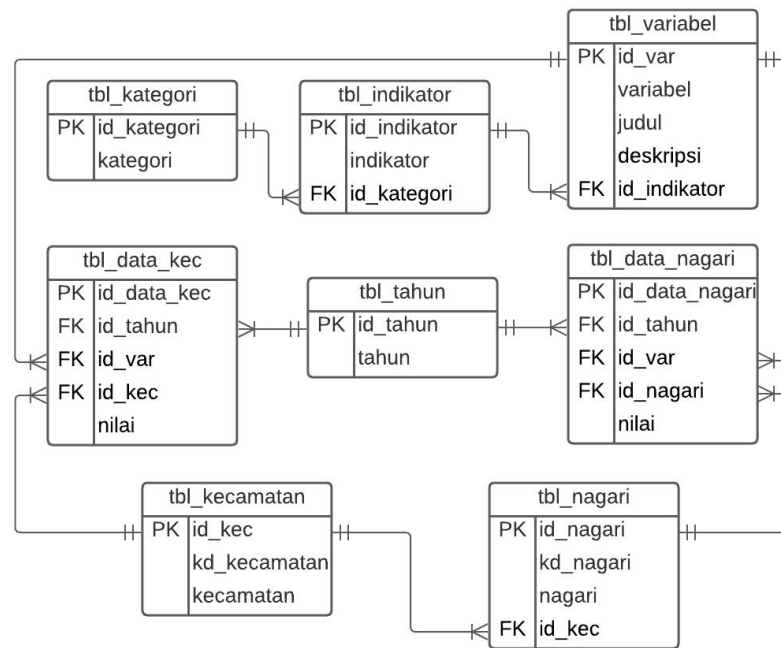 tbl_variabel
PK id_var
variabel
judul
deskripsi
FK id_indikator
tbl_kategori
PK id_kategori
kategori
tbl_indikator
PK id_indikator
indikator
FK id_kategori
tbl_data_kec
PK id_data_kec
FK id_tahun
FK id_var
FK id_kec
nilai
tbl_tahun
PK id_tahun
tahun
tbl_data_nagari
PK id_data_nagari
FK id_tahun
FK id_var
FK id_nagari
nilai
tbl_kecamatan
PK id_kec
kd_kecamatan
kecamatan
tbl_nagari
PK id_nagari
kd_nagari
nagari
FK id_kec